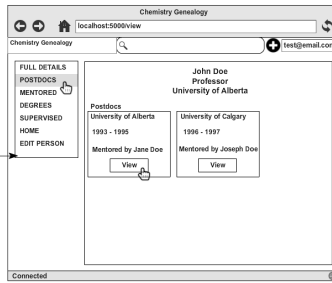 Chemistry Genealogy
localhost:5000/view
Chemistry Genealogy
test@email.com
FULL DETAILS
POSTDOCS
MENTORED
DEGREES
SUPERVISED
HOME
EDIT PERSON
John Doe
Professor
University of Alberta
Postdocs
University of Alberta
1993 - 1995
Mentored by Jane Doe
View
University of Calgary
1996 - 1997
Mentored by Joseph Doe
View
Connected